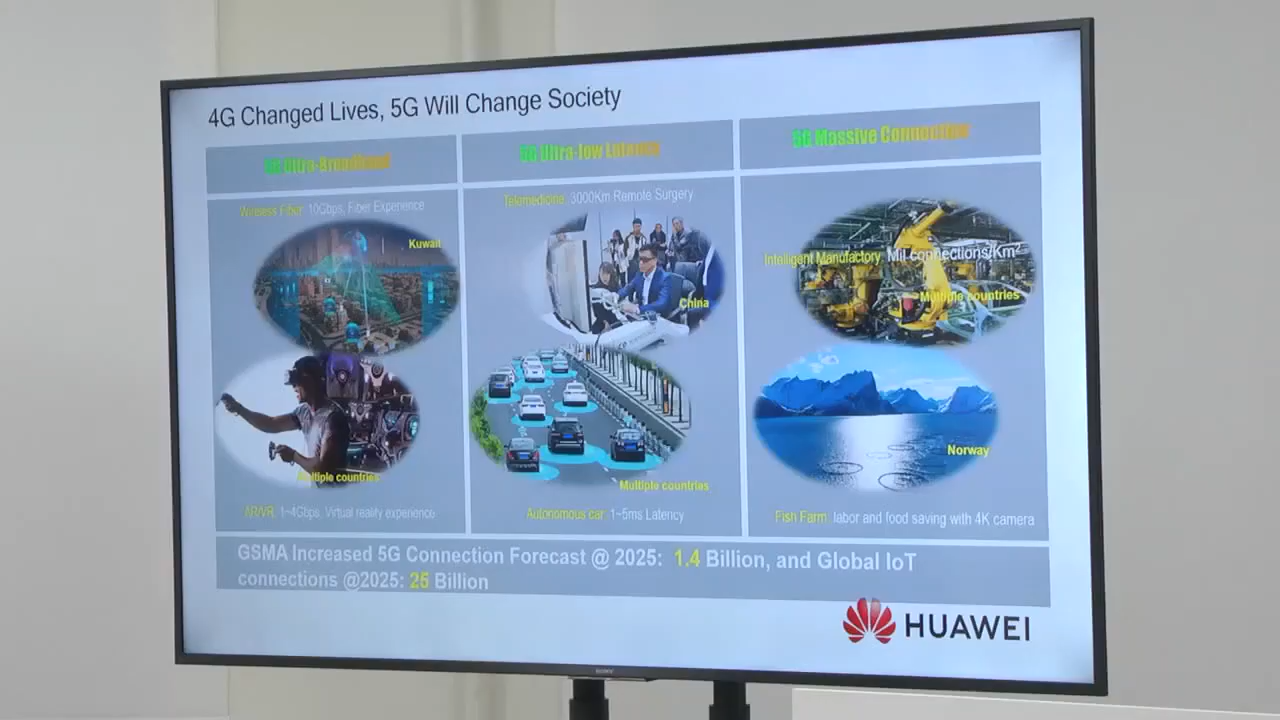 4G Changed Lives, 5G Will Change Society
5G Ultra-Broadband
5G Ultra-low Latency
5G Massive Connection
Wireless Fiber: 10Gbps, Fiber Experience
Kuwait
Multiple countries
AR/VR: 1~4Gbps, Virtual reality experience
Telemedicine: 3000Km Remote Surgery
China
Multiple countries
Autonomous car: 1~5ms Latency
Intelligent Manufactory: Mil connections/Km²
Multiple countries
Norway
Fish Farm: labor and food saving with 4K camera
GSMA Increased 5G Connection Forecast @ 2025: 1.4 Billion, and Global IoT
connections @2025: 25 Billion
HUAWEI
SONY